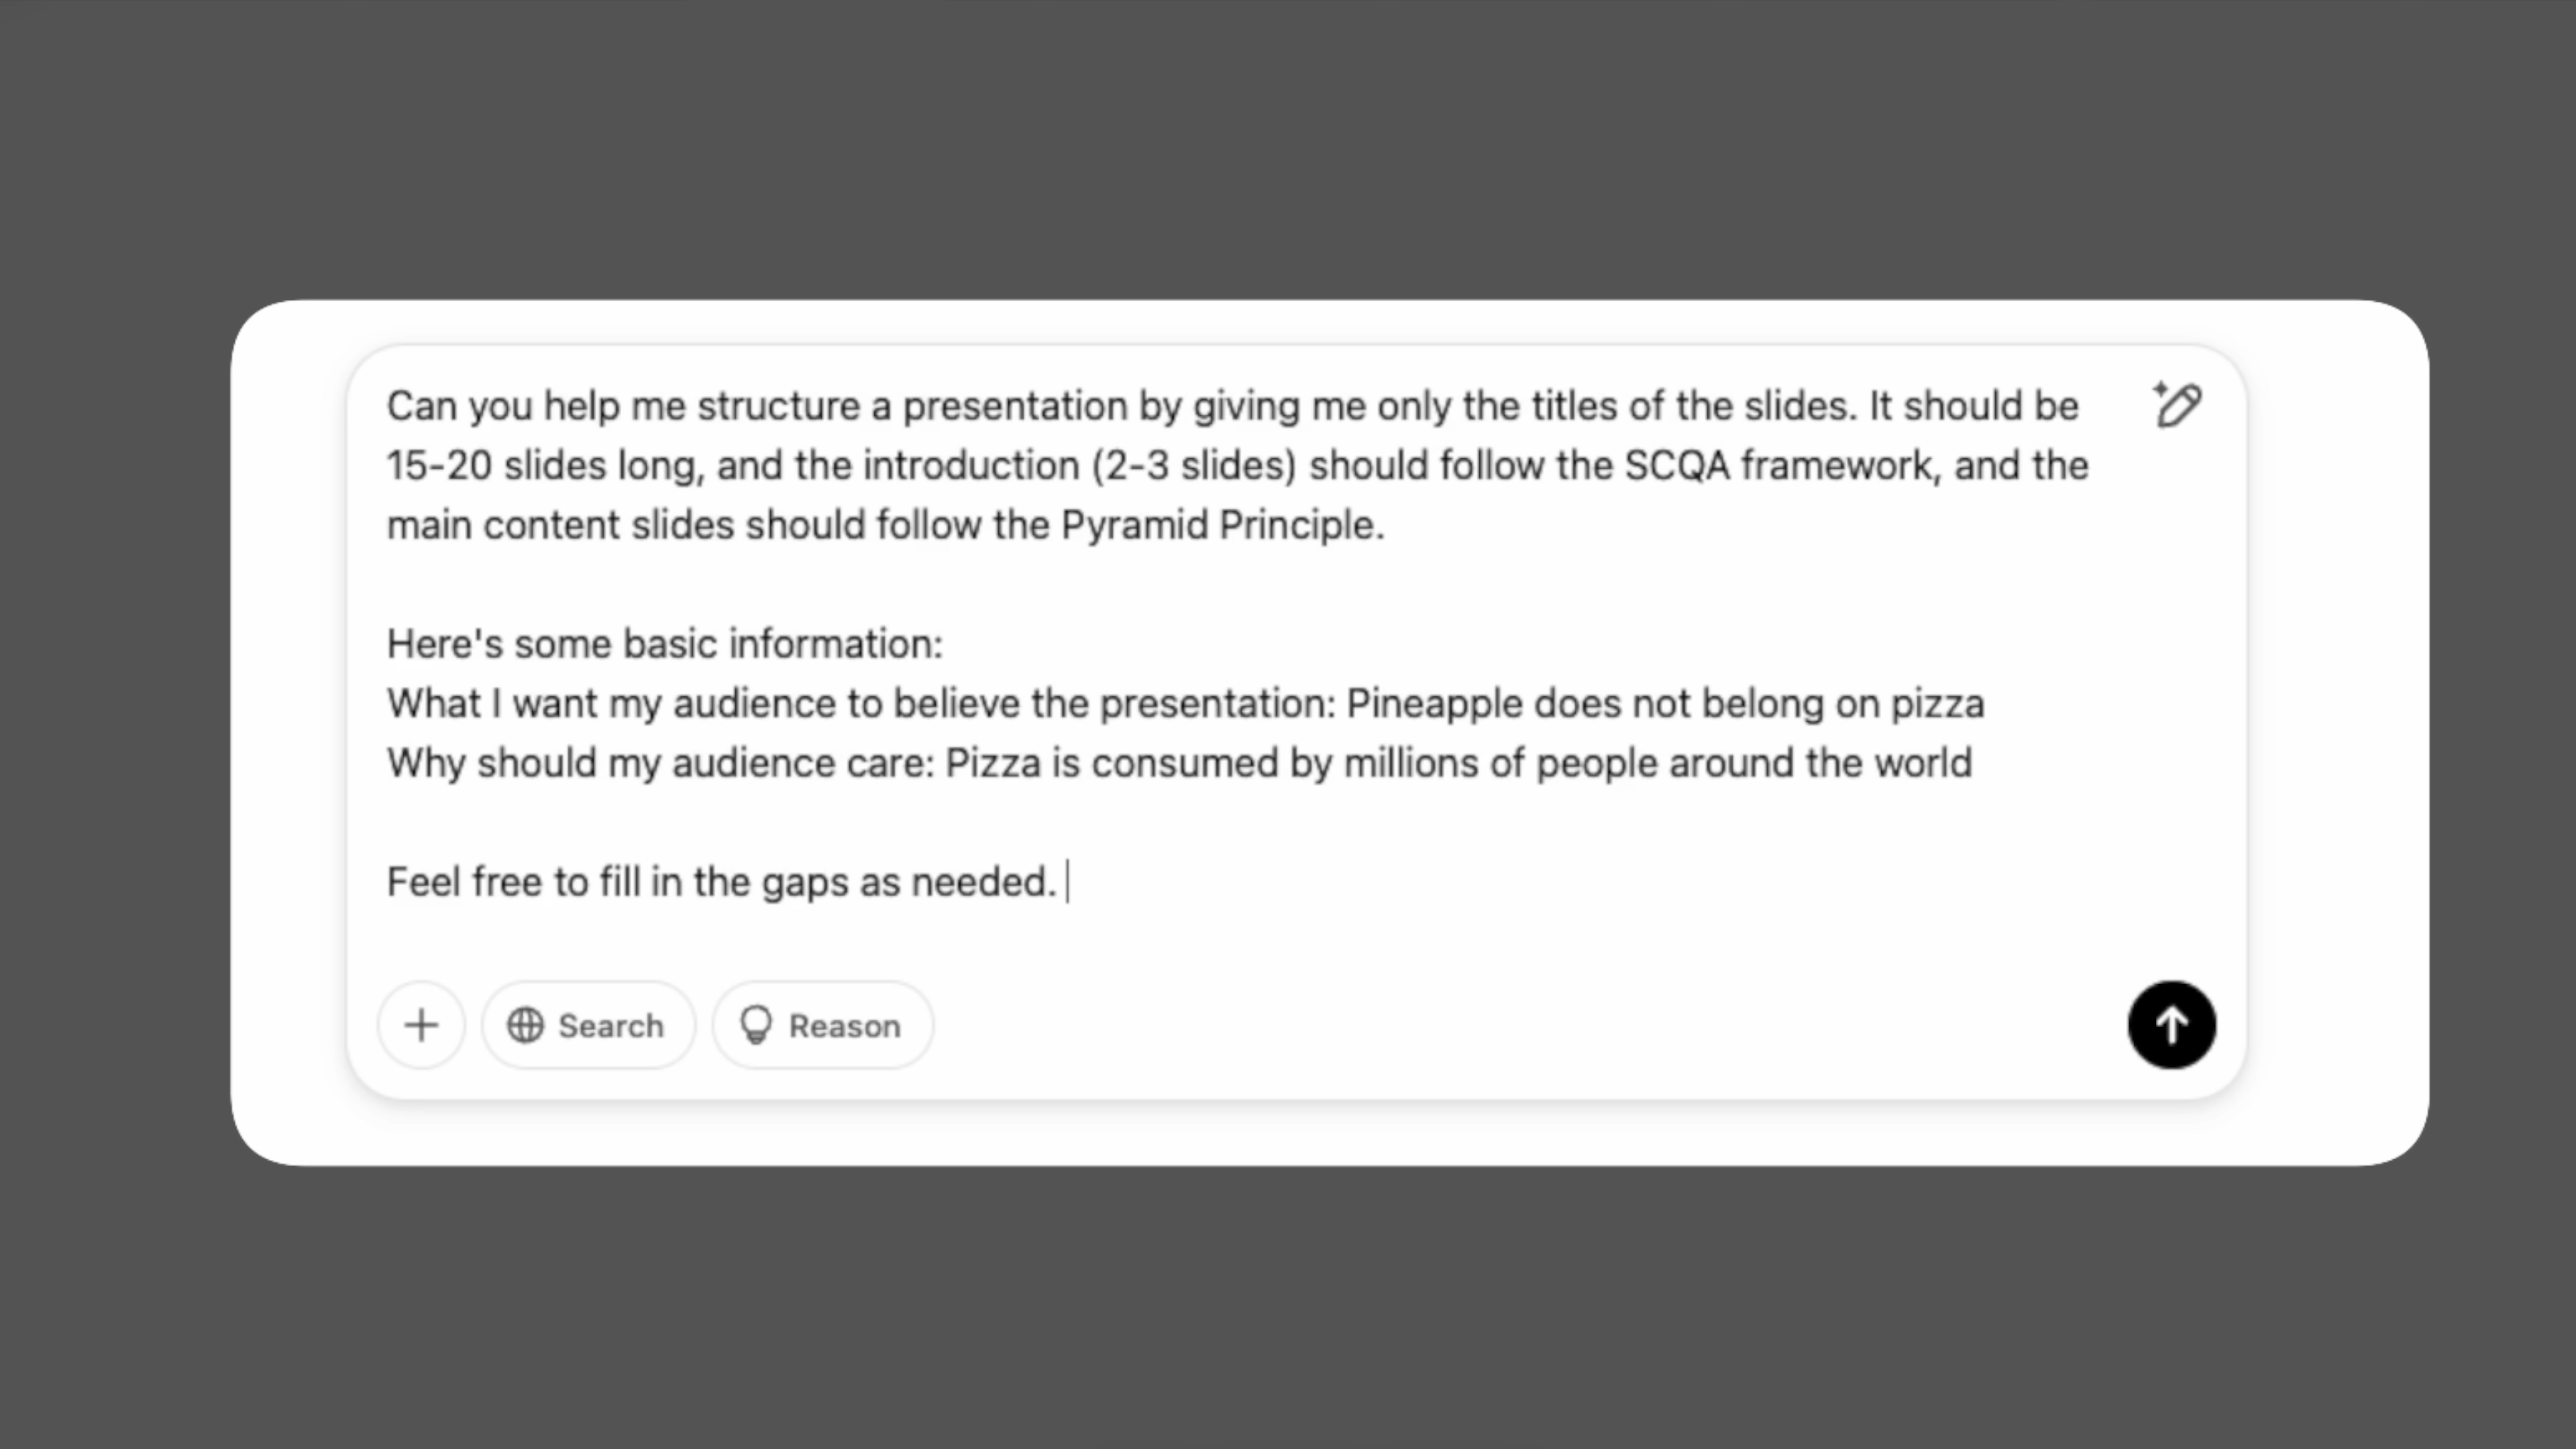 Can you help me structure a presentation by giving me only the titles of the slides. It should be
15-20 slides long, and the introduction (2-3 slides) should follow the SCQA framework, and the
main content slides should follow the Pyramid Principle.
Here's some basic information:
What I want my audience to believe the presentation: Pineapple does not belong on pizza
Why should my audience care: Pizza is consumed by millions of people around the world
Feel free to fill in the gaps as needed.
Search
Reason